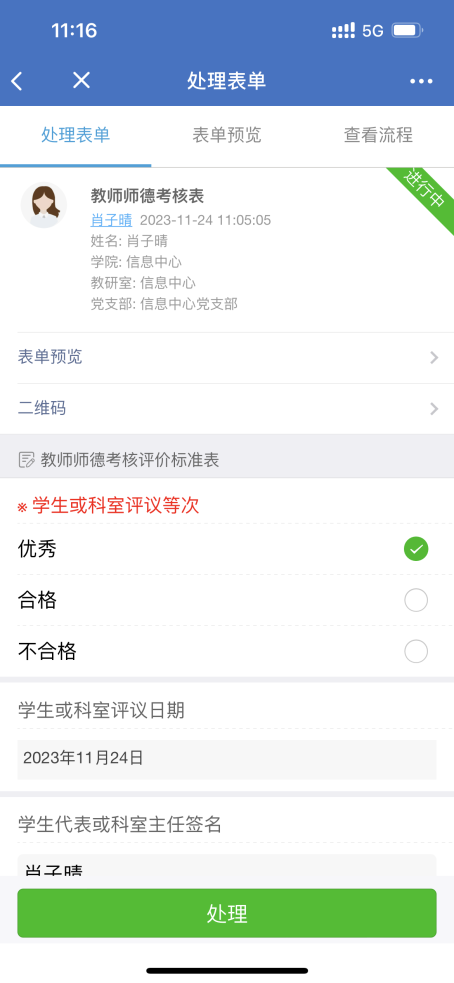 11:16
5G
处理表单
处理表单
表单预览
查看流程
进行中
教师师德考核表
肖子晴 2023-11-24 11:05:05
姓名: 肖子晴
学院: 信息中心
教研室: 信息中心
党支部: 信息中心党支部
表单预览
二维码
教师师德考核评价标准表
※ 学生或科室评议等次
优秀
合格
不合格
学生或科室评议日期
2023年11月24日
学生代表或科室主任签名
肖子晴
处理